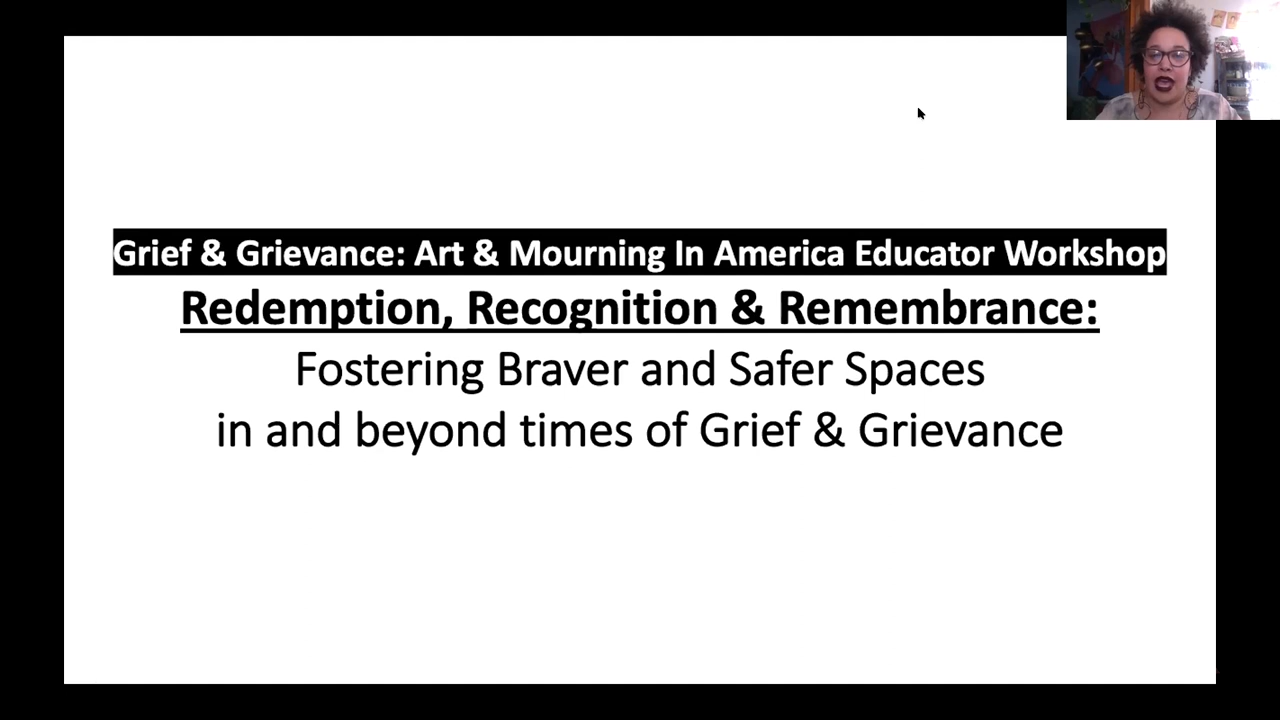 Grief & Grievance: Art & Mourning In America Educator Workshop
Redemption, Recognition & Remembrance:
Fostering Braver and Safer Spaces
in and beyond times of Grief & Grievance